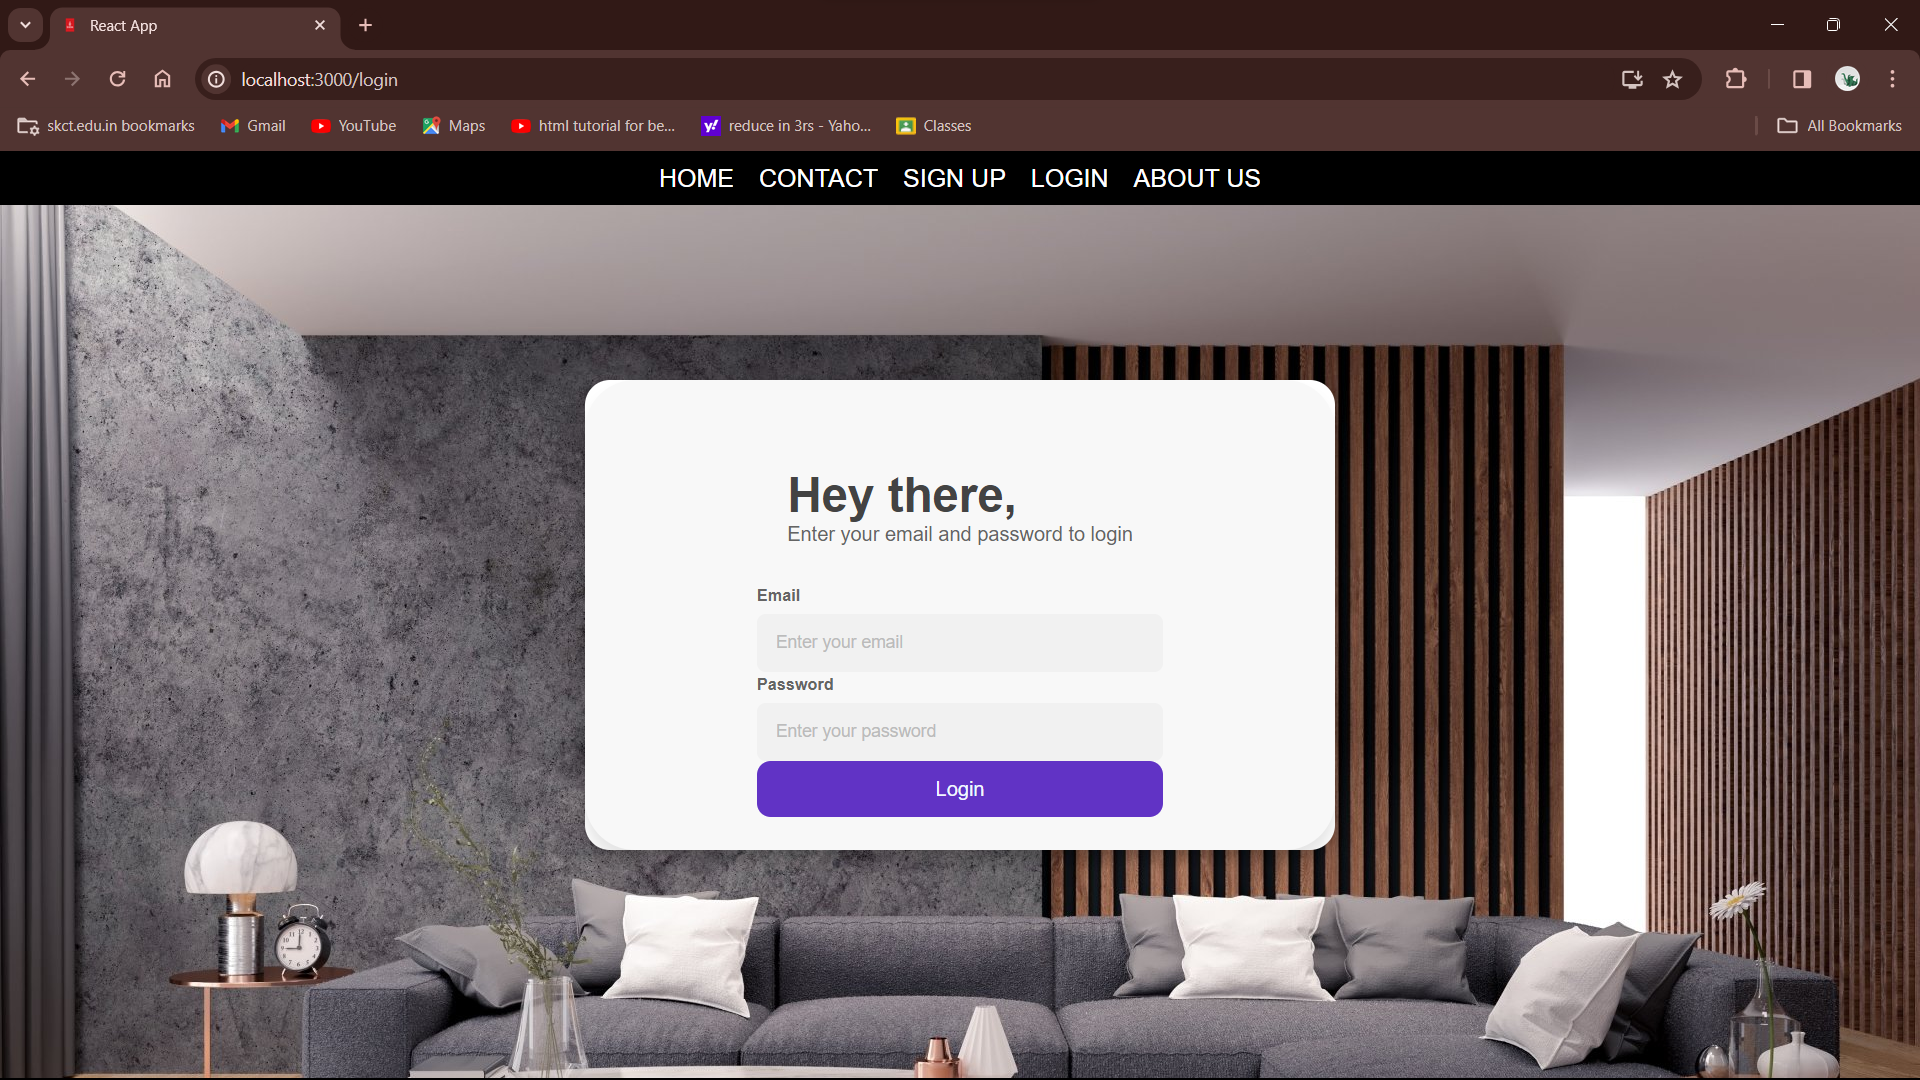 React App
localhost:3000/login
skct.edu.in bookmarks Gmail YouTube Maps html tutorial for be... reduce in 3rs - Yaho... Classes All Bookmarks
HOME CONTACT SIGN UP LOGIN ABOUT US
Hey there,
Enter your email and password to login
Email
Enter your email
Password
Enter your password
Login